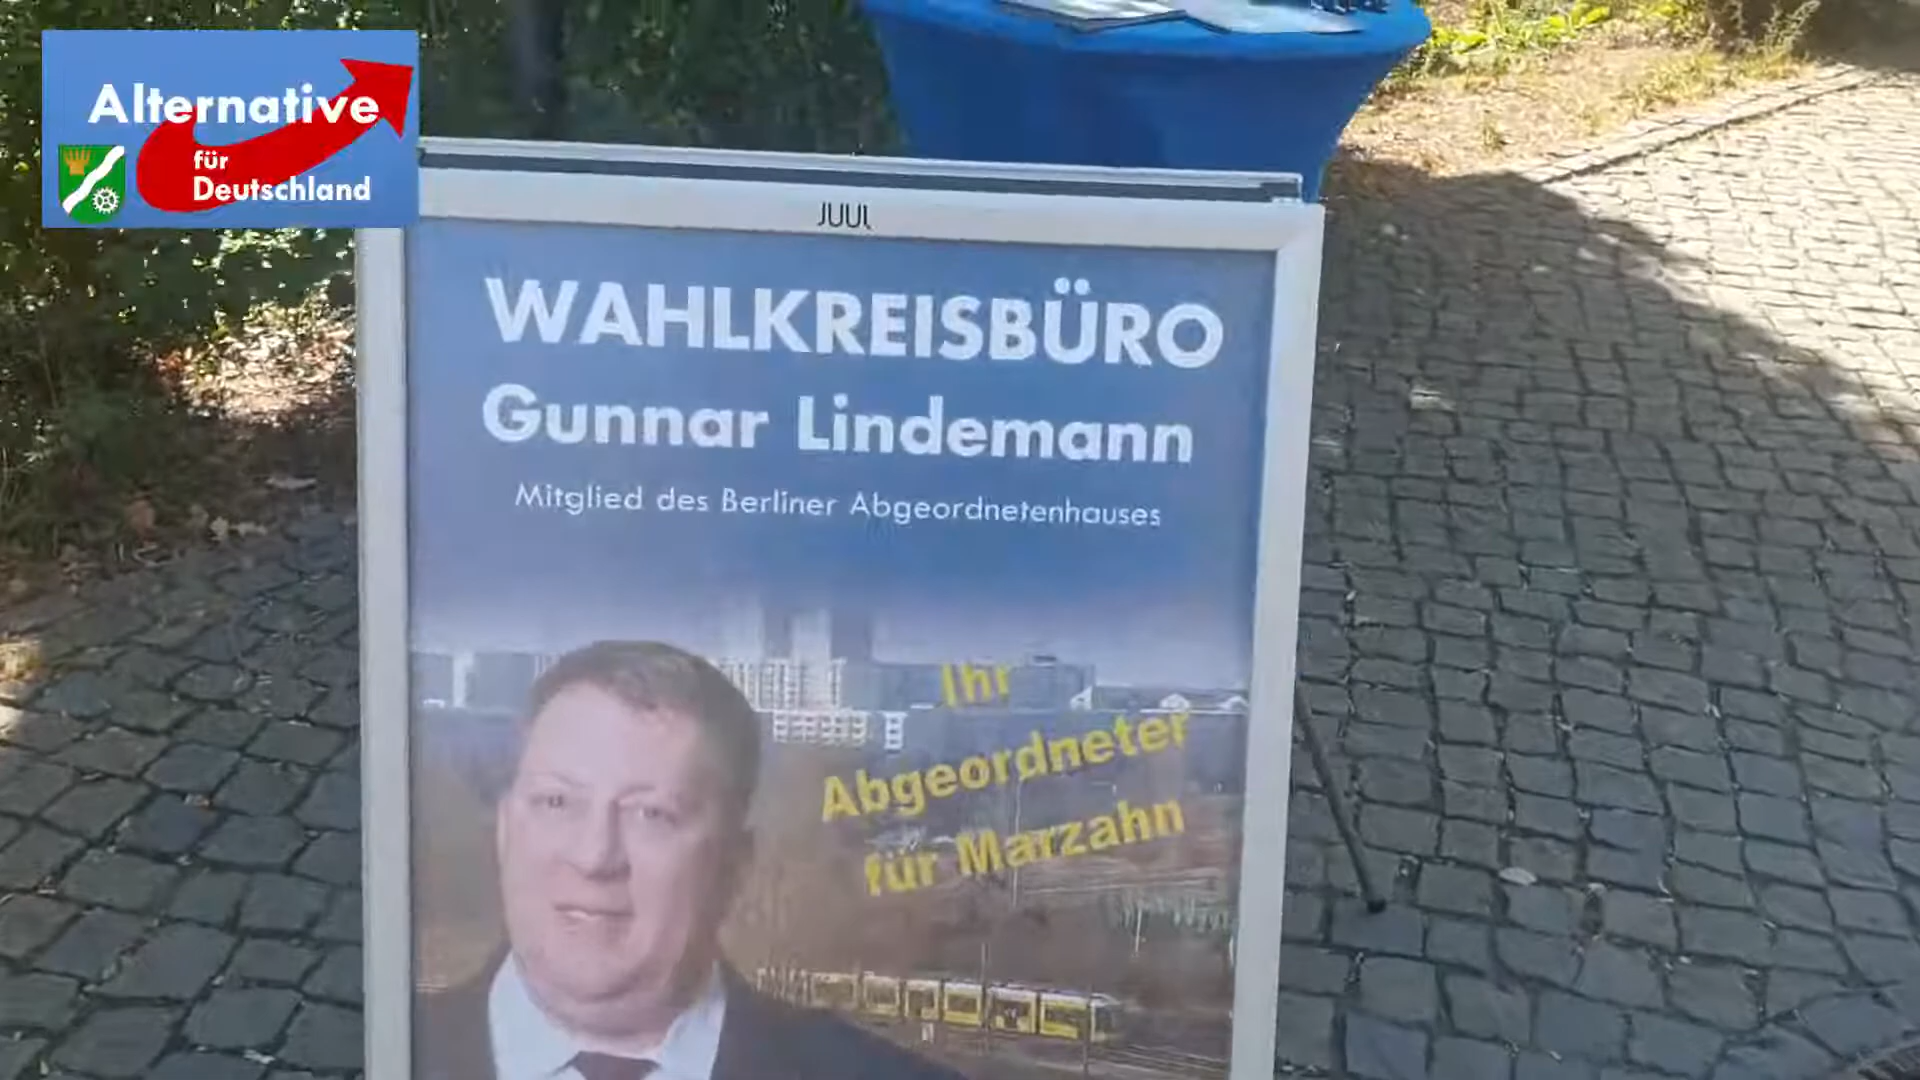 Alternative
für
Deutschland
JUUL
WAHLKREISBÜRO
Gunnar Lindemann
Mitglied des Berliner Abgeordnetenhauses
Ihr
Abgeordneter
für Marzahn